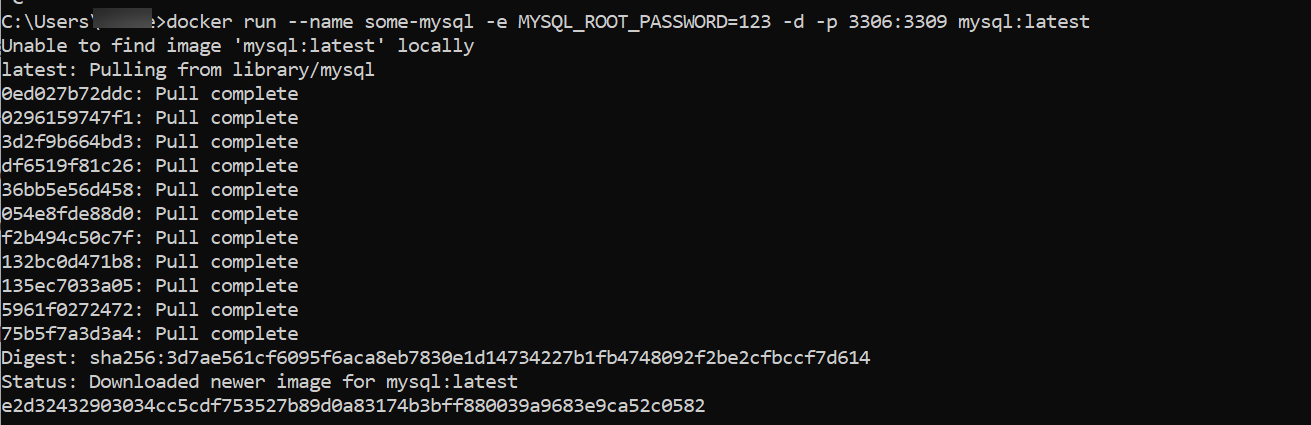 C:\Users\ e>docker run --name some-mysql -e MYSQL_ROOT_PASSWORD=123 -d -p 3306:3309 mysql:latest
Unable to find image 'mysql:latest' locally
latest: Pulling from library/mysql
0ed027b72ddc: Pull complete
0296159747f1: Pull complete
3d2f9b664bd3: Pull complete
df6519f81c26: Pull complete
36bb5e56d458: Pull complete
054e8fde88d0: Pull complete
f2b494c50c7f: Pull complete
132bc0d471b8: Pull complete
135ec7033a05: Pull complete
5961f0272472: Pull complete
75b5f7a3d3a4: Pull complete
Digest: sha256:3d7ae561cf6095f6aca8eb7830e1d14734227b1fb4748092f2be2cfbccf7d614
Status: Downloaded newer image for mysql:latest
e2d32432903034cc5cdf753527b89d0a83174b3bff880039a9683e9ca52c0582